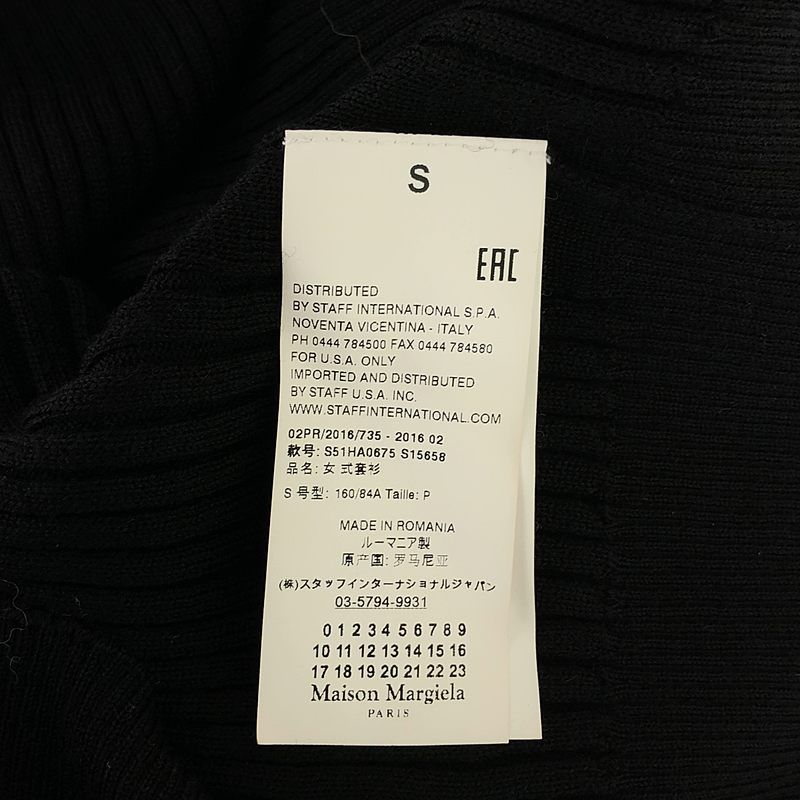 S
EAC
DISTRIBUTED
BY STAFF INTERNATIONAL S.P.A.
NOVENTA VICENTINA - ITALY
PH 0444 784500 FAX 0444 784580
FOR U.S.A. ONLY
IMPORTED AND DISTRIBUTED
BY STAFF U.S.A. INC.
WWW.STAFFINTERNATIONAL.COM
02PR/2016/735 - 2016 02
款号: S51HA0675 S15658
品名: 女 式套衫
S 号型: 160/84A Taille: P
MADE IN ROMANIA
ルーマニア製
原产国: 罗马尼亚
(株)スタッフインターナショナルジャパン
03-5794-9931
0 1 2 3 4 5 6 7 8 9
10 11 12 13 14 15 16
17 18 19 20 21 22 23
Maison Margiela
PARIS